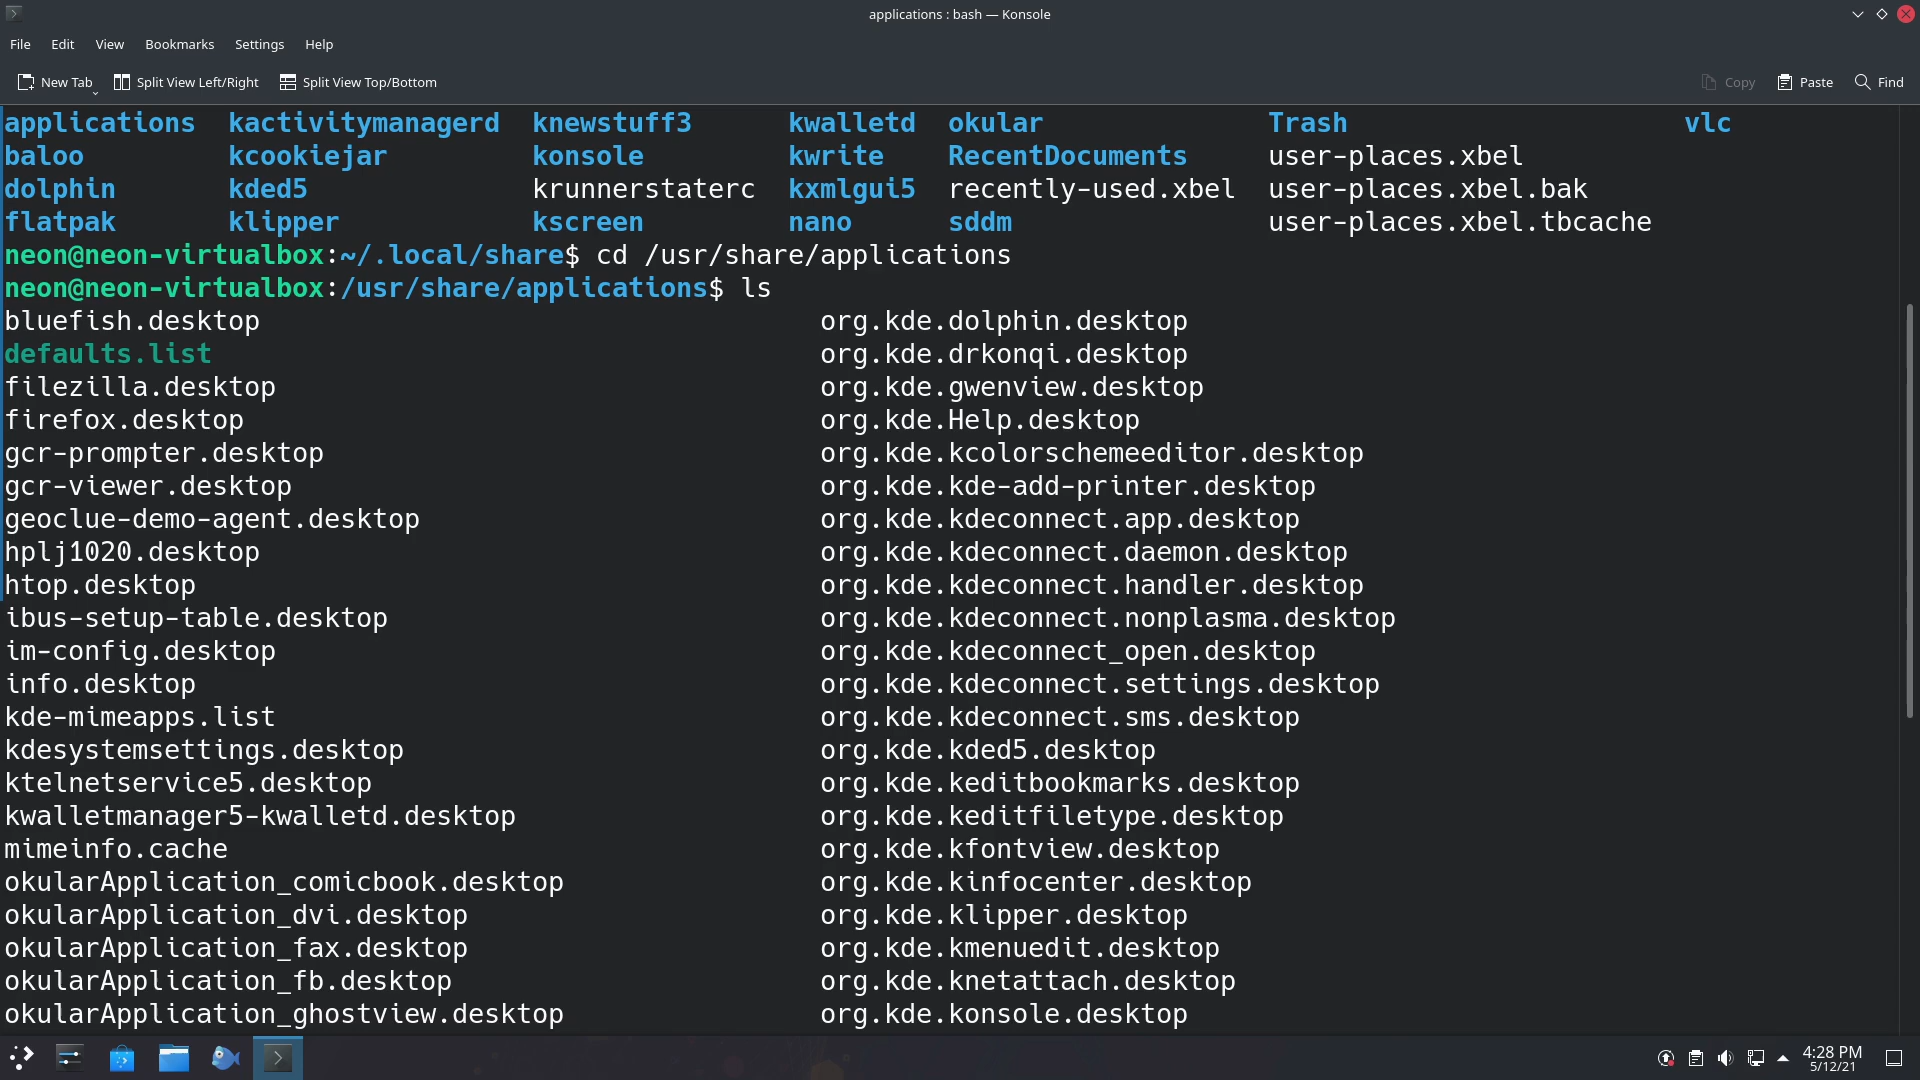 applications : bash — Konsole
File Edit View Bookmarks Settings Help
New Tab Split View Left/Right Split View Top/Bottom Copy Paste Find
applications kactivitymanagerd knewstuff3 kwalletd okular Trash vlc
baloo kcookiejar konsole kwrite RecentDocuments user-places.xbel
dolphin kded5 krunnerstaterc kxmlgui5 recently-used.xbel user-places.xbel.bak
flatpak klipper kscreen nano sddm user-places.xbel.tbcache
neon@neon-virtualbox:~/.local/share$ cd /usr/share/applications
neon@neon-virtualbox:/usr/share/applications$ ls
bluefish.desktop org.kde.dolphin.desktop
defaults.list org.kde.drkonqi.desktop
filezilla.desktop org.kde.gwenview.desktop
firefox.desktop org.kde.Help.desktop
gcr-prompter.desktop org.kde.kcolorschemeeditor.desktop
gcr-viewer.desktop org.kde.kde-add-printer.desktop
geoclue-demo-agent.desktop org.kde.kdeconnect.app.desktop
hplj1020.desktop org.kde.kdeconnect.daemon.desktop
htop.desktop org.kde.kdeconnect.handler.desktop
ibus-setup-table.desktop org.kde.kdeconnect.nonplasma.desktop
im-config.desktop org.kde.kdeconnect_open.desktop
info.desktop org.kde.kdeconnect.settings.desktop
kde-mimeapps.list org.kde.kdeconnect.sms.desktop
kdesystemsettings.desktop org.kde.kded5.desktop
ktelnetservice5.desktop org.kde.keditbookmarks.desktop
kwalletmanager5-kwalletd.desktop org.kde.keditfiletype.desktop
mimeinfo.cache org.kde.kfontview.desktop
okularApplication_comicbook.desktop org.kde.kinfocenter.desktop
okularApplication_dvi.desktop org.kde.klipper.desktop
okularApplication_fax.desktop org.kde.kmenuedit.desktop
okularApplication_fb.desktop org.kde.knetattach.desktop
okularApplication_ghostview.desktop org.kde.konsole.desktop
4:28 PM
5/12/21